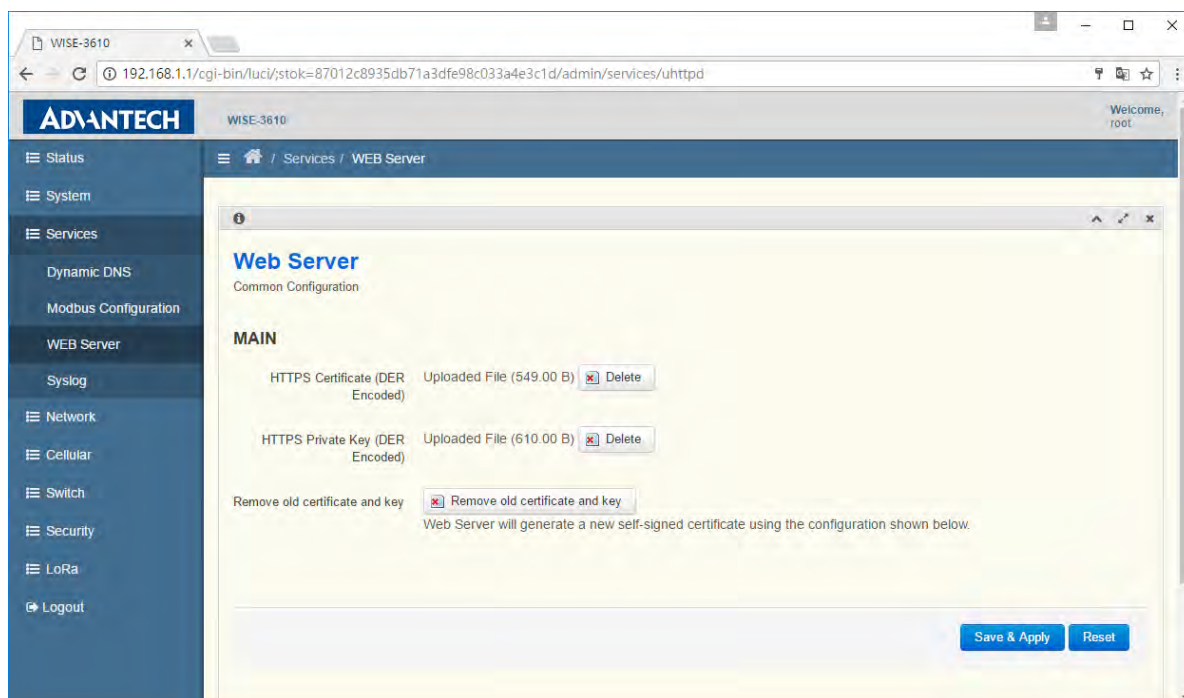 WISE-3610
192.168.1.1/cgi-bin/luci/;stok=87012c8935db71a3dfe98c033a4e3c1d/admin/services/uhttpd
ADVANTECH
WISE-3610
Welcome,
root
Status
/ Services / WEB Server
System
Services
Dynamic DNS
Modbus Configuration
WEB Server
Syslog
Network
Cellular
Switch
Security
LoRa
Logout
Web Server
Common Configuration
MAIN
HTTPS Certificate (DER
Encoded)
Uploaded File (549.00 B) Delete
HTTPS Private Key (DER
Encoded)
Uploaded File (610.00 B) Delete
Remove old certificate and key
Remove old certificate and key
Web Server will generate a new self-signed certificate using the configuration shown below.
Save & Apply
Reset